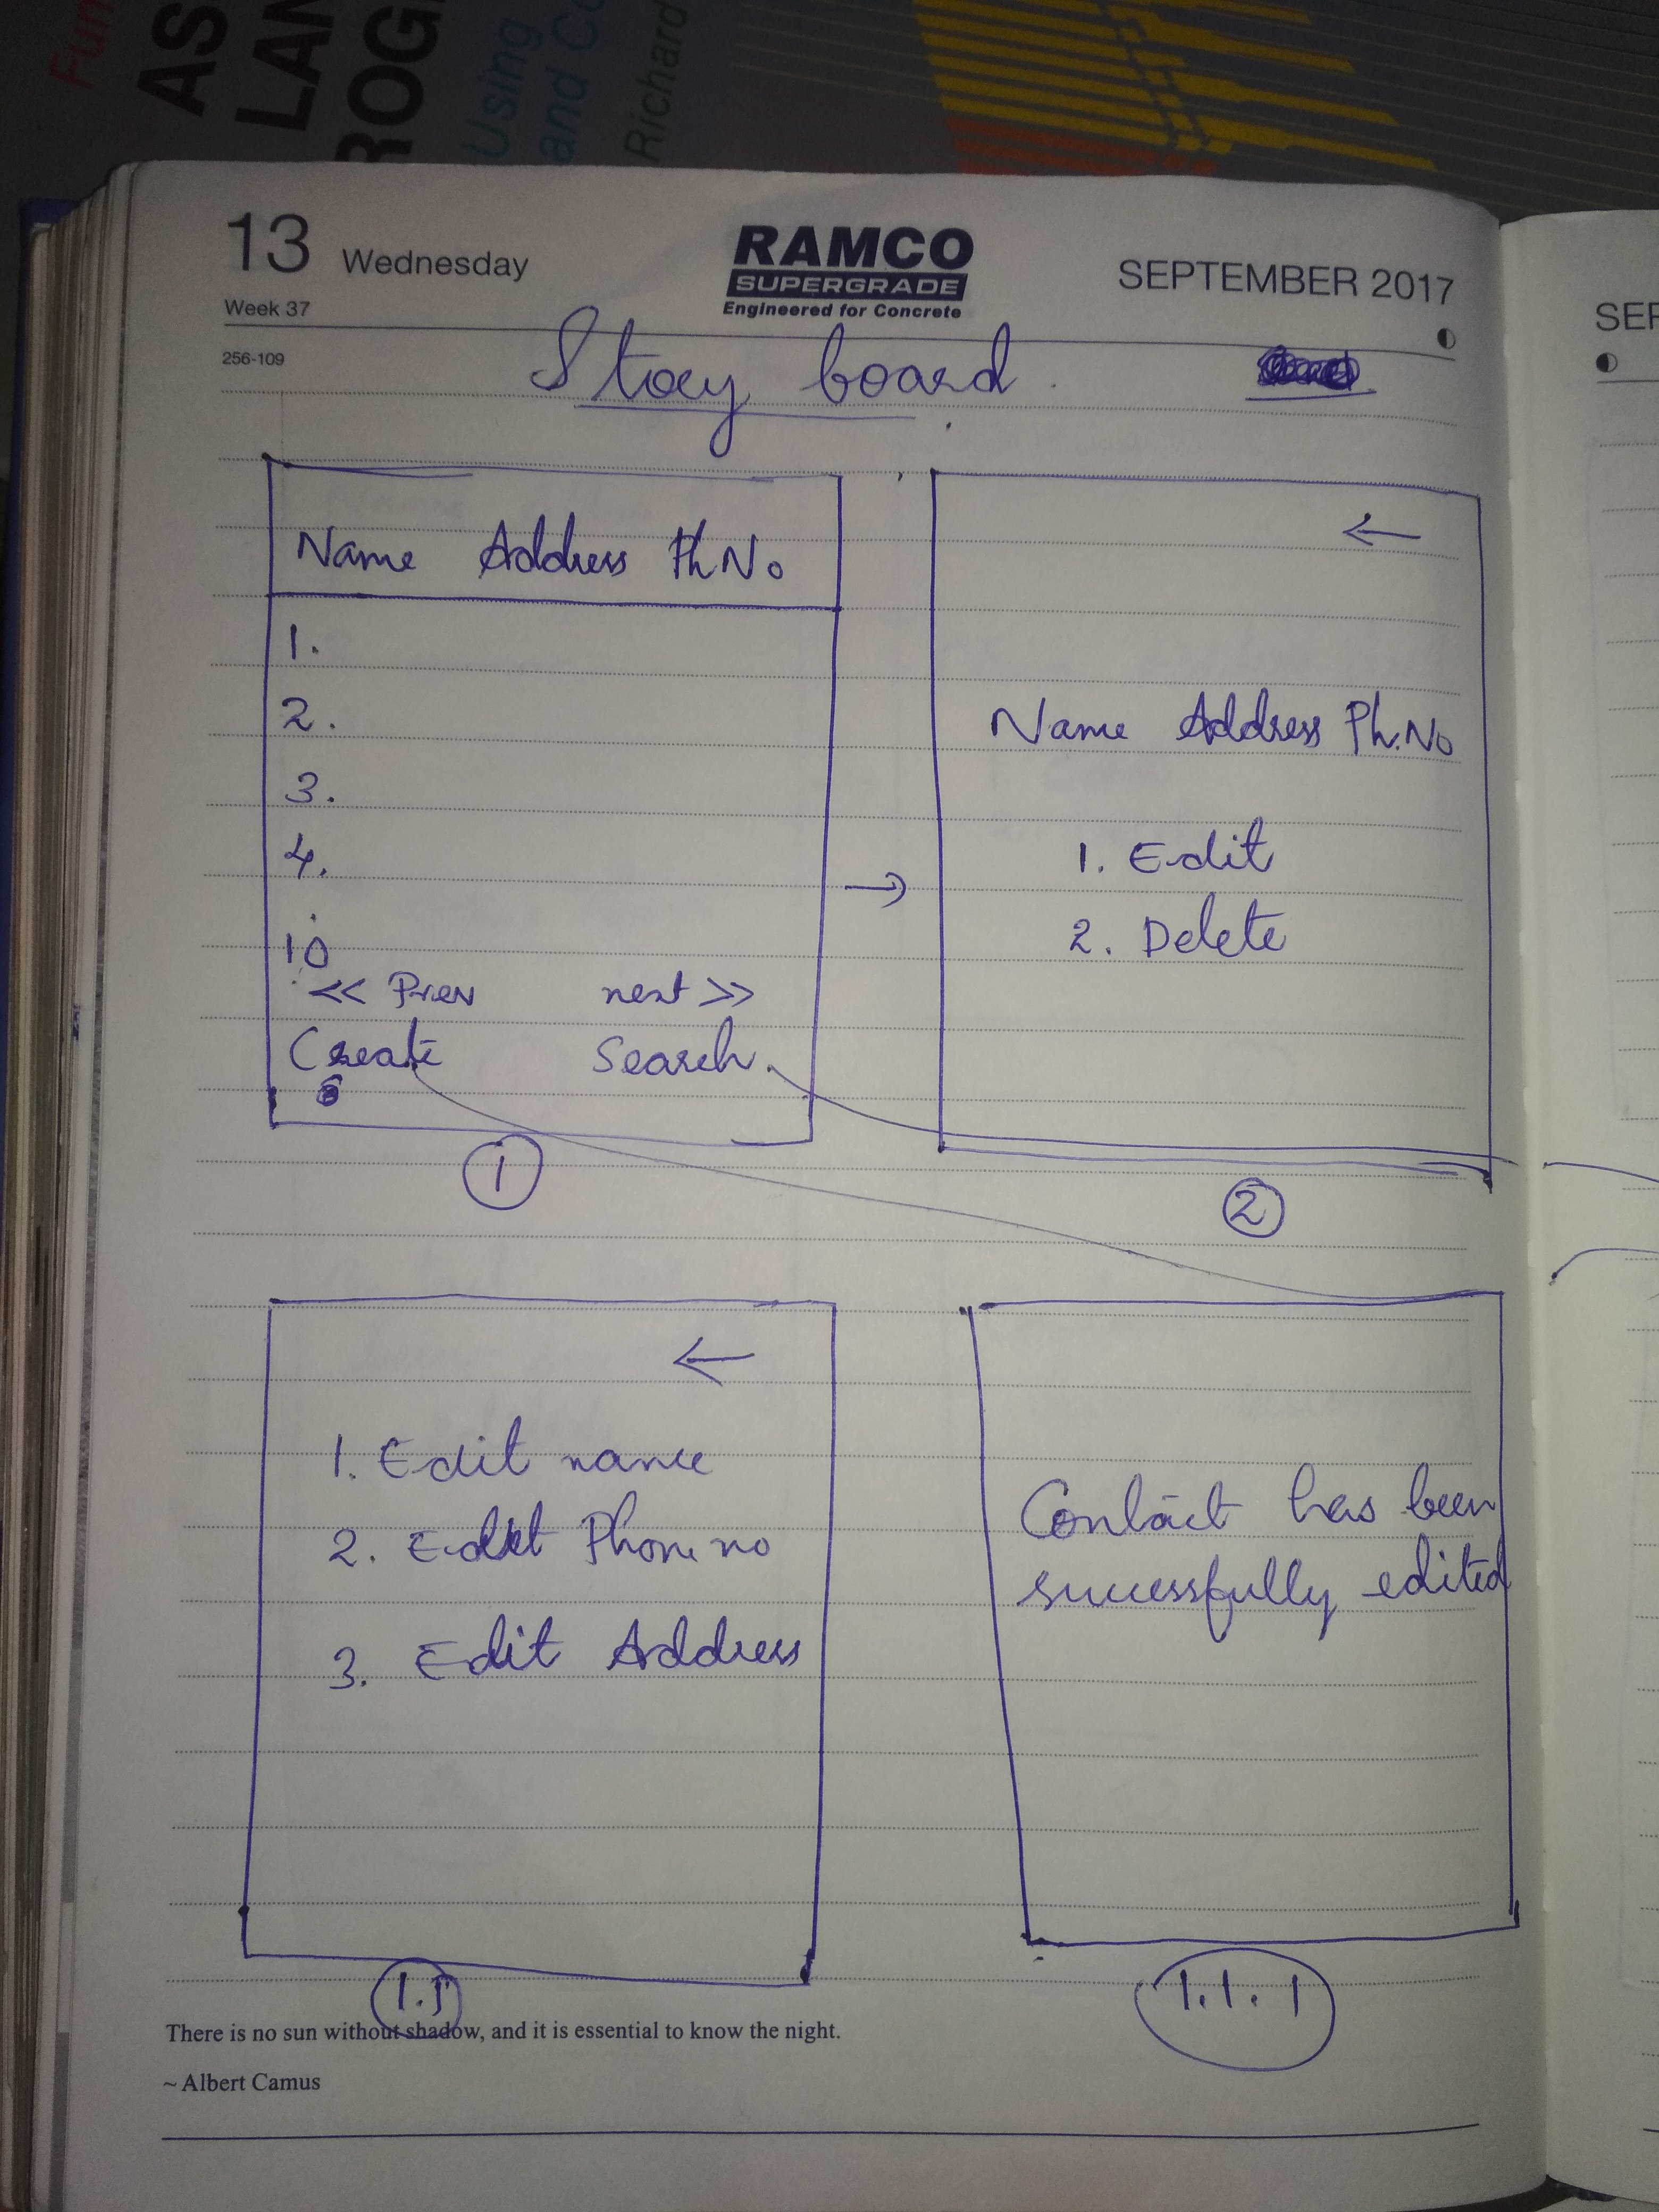 Fun
AS
LAN
ROG
Using
and Co
Richard
13 Wednesday
Week 37
256-109
RAMCO
SUPERGRADE
Engineered for Concrete
SEPTEMBER 2017
SEP
Story board
Name Address Ph No
1.
2.
3.
4.
10
<< Prev next >>
Create Search
1
←
Name Address Ph.No
1. Edit
2. Delete
2
→
←
1. Edit name
2. Edit Phone no
3. Edit Address
1.1
Contact has been
successfully edited
1.1.1
There is no sun without shadow, and it is essential to know the night.
~ Albert Camus